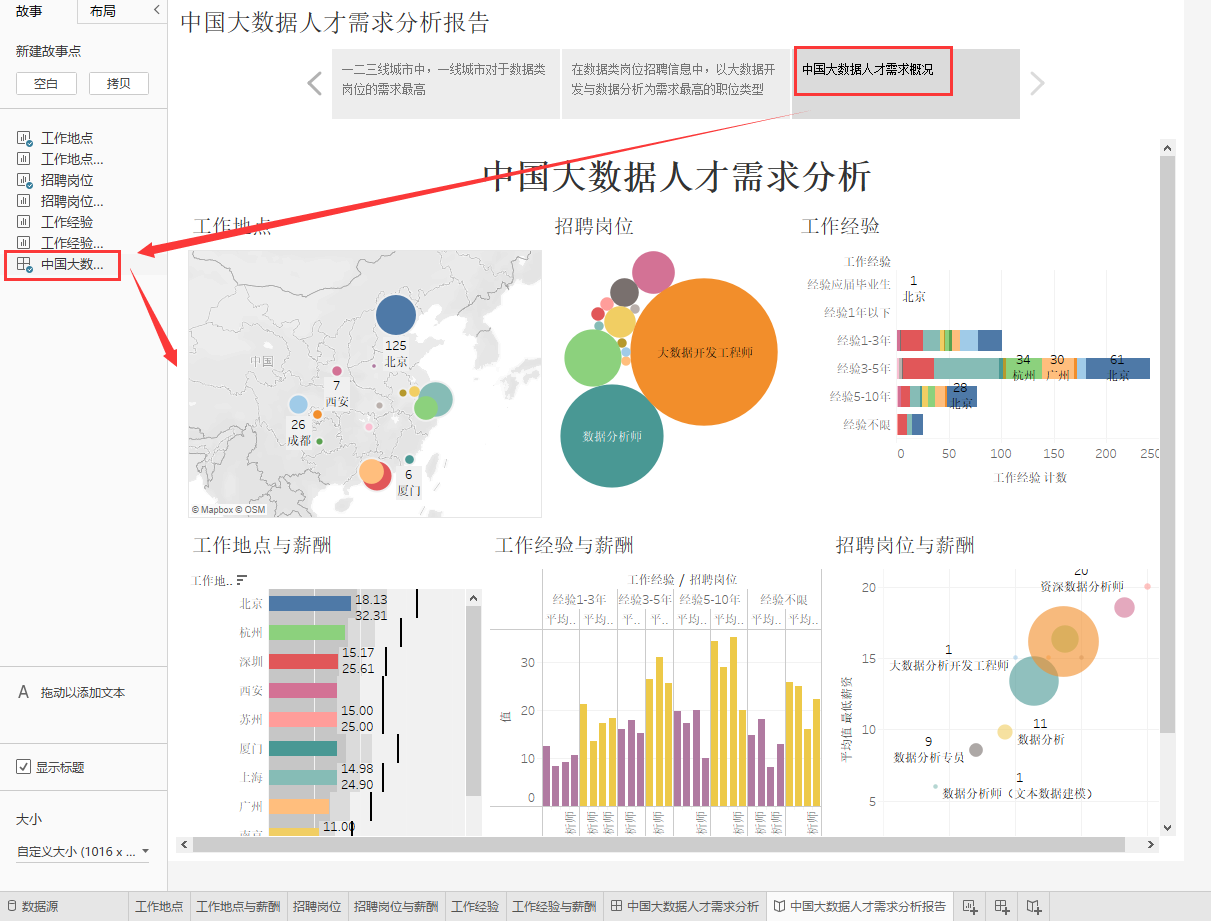 故事
布局
新建故事点
空白
拷贝
工作地点
工作地点...
招聘岗位
招聘岗位...
工作经验
工作经验...
中国大数...
A 拖动以添加文本
显示标题
大小
自定义大小 (1016 x ...
中国大数据人才需求分析报告
一二三线城市中，一线城市对于数据类
岗位的需求最高
在数据类岗位招聘信息中，以大数据开
发与数据分析为需求最高的职位类型
中国大数据人才需求概况
中国大数据人才需求分析
工作地点
中国
125
北京
7
西安
26
成都
6
厦门
© Mapbox © OSM
招聘岗位
大数据开发工程师
数据分析师
工作经验
工作经验
经验应届毕业生
1
北京
经验1年以下
经验1-3年
经验3-5年
34
杭州
30
广州
61
北京
经验5-10年
28
北京
经验不限
0
50
100
150
200
250
工作经验 计数
工作地点与薪酬
工作地..
北京
18.13
32.31
杭州
深圳
15.17
25.61
西安
苏州
15.00
25.00
厦门
上海
14.98
24.90
广州
南京
11.00
工作经验与薪酬
工作经验 / 招聘岗位
经验1-3年
经验3-5年
经验5-10年
经验不限
平均..
平均..
平..
平..
平均..
平均..
平均..
平均..
值
30
20
10
0
析师
析师
析师
析师
析师
析师
析师
析师
析师
析师
招聘岗位与薪酬
平均值 最低薪资
20
15
10
5
20
资深数据分析师
1
大数据分析开发工程师
11
数据分析
9
数据分析专员
1
数据分析师（文本数据建模）
数据源
工作地点
工作地点与薪酬
招聘岗位
招聘岗位与薪酬
工作经验
工作经验与薪酬
中国大数据人才需求分析
中国大数据人才需求分析报告